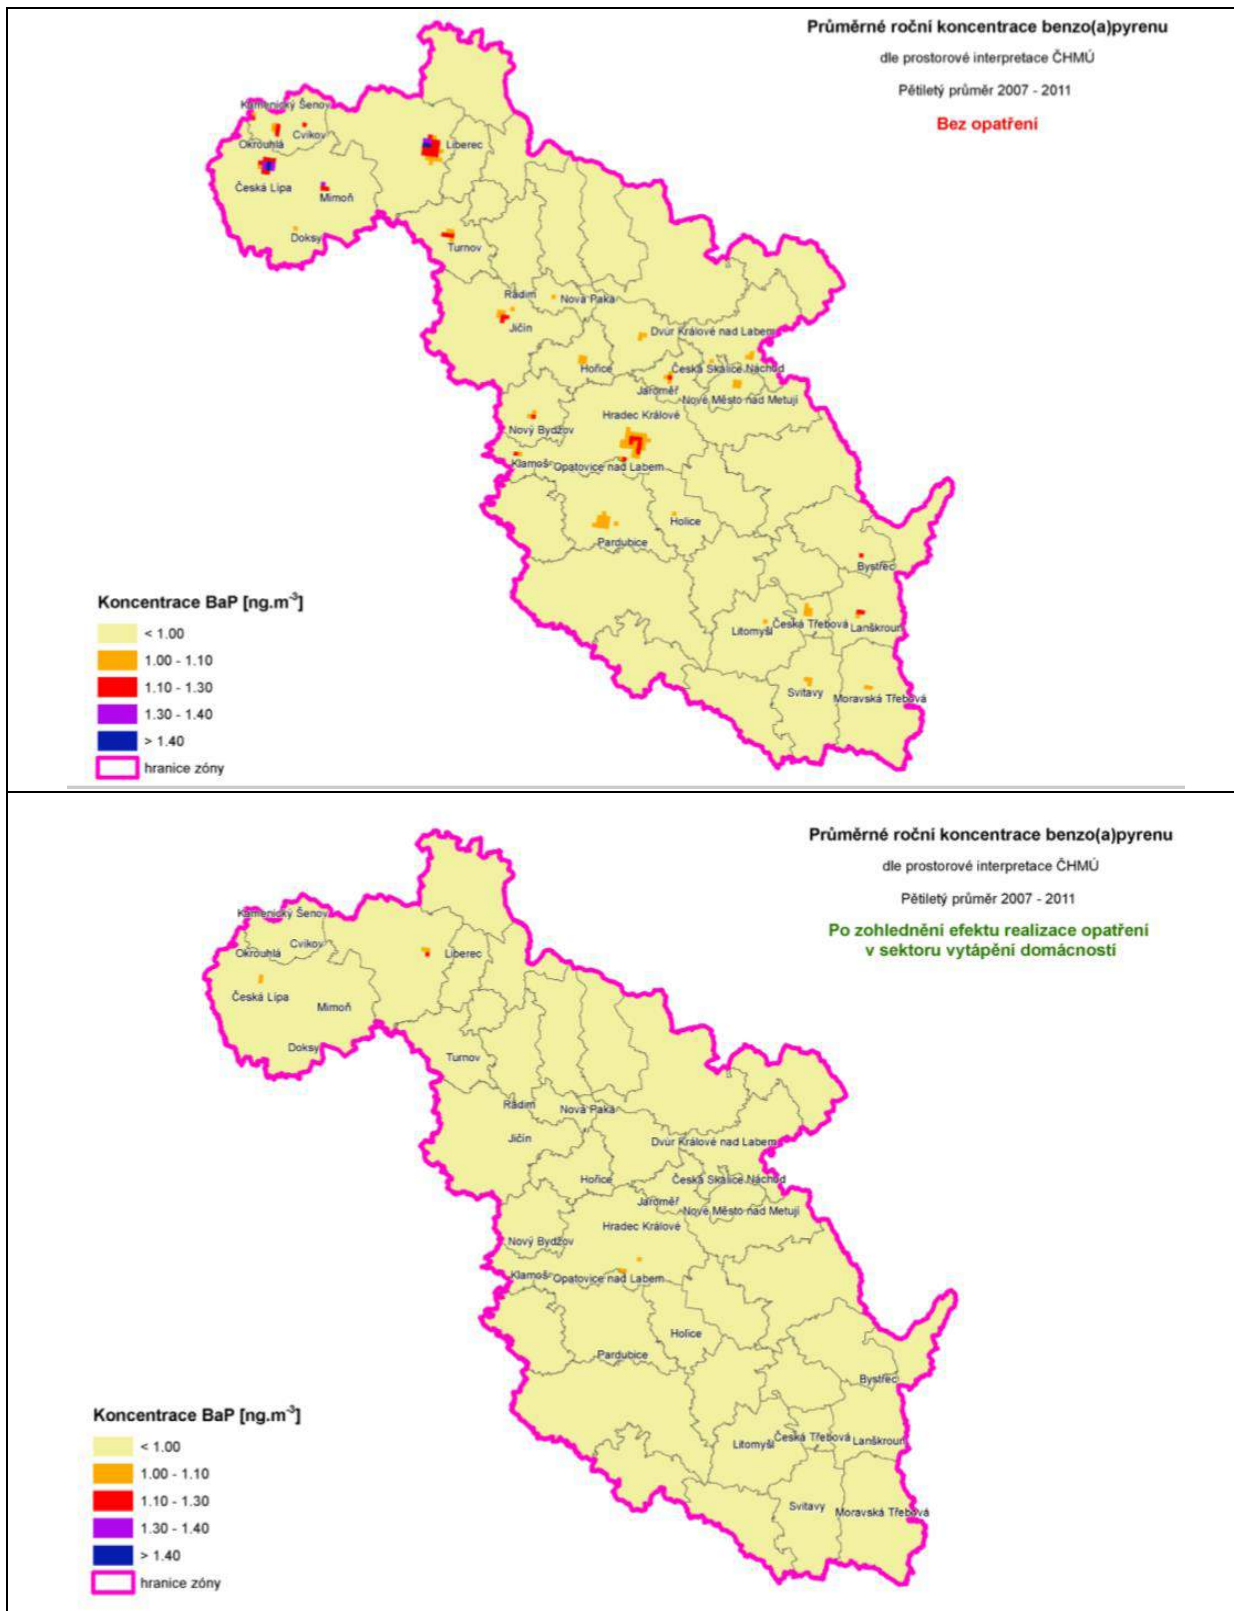 Průměrné roční koncentrace benzo(a)pyrenu
dle prostorové interpretace ČHMÚ
Pětiletý průměr 2007 - 2011
Bez opatření
Kamenický Šenov
Cvikov
Okrouhlá
Liberec
Česká Lípa
Mimoň
Doksy
Turnov
Radim
Nová Paka
Jičín
Dvůr Králové nad Labem
Hořice
Česká Skalice
Náchod
Jaroměř
Nové Město nad Metují
Hradec Králové
Nový Bydžov
Klamoš
Opatovice nad Labem
Holice
Pardubice
Bystřec
Litomyšl
Česká Třebová
Lanškroun
Svitavy
Moravská Třebová
Koncentrace BaP [ng.m-3]
< 1.00
1.00 - 1.10
1.10 - 1.30
1.30 - 1.40
> 1.40
hranice zóny
Průměrné roční koncentrace benzo(a)pyrenu
dle prostorové interpretace ČHMÚ
Pětiletý průměr 2007 - 2011
Po zohlednění efektu realizace opatření
v sektoru vytápění domácností
Kamenický Šenov
Cvikov
Okrouhlá
Liberec
Česká Lípa
Mimoň
Doksy
Turnov
Radim
Nová Paka
Jičín
Dvůr Králové nad Labem
Hořice
Česká Skalice
Náchod
Jaroměř
Nové Město nad Metují
Hradec Králové
Nový Bydžov
Klamoš
Opatovice nad Labem
Holice
Pardubice
Bystřec
Litomyšl
Česká Třebová
Lanškroun
Svitavy
Moravská Třebová
Koncentrace BaP [ng.m-3]
< 1.00
1.00 - 1.10
1.10 - 1.30
1.30 - 1.40
> 1.40
hranice zóny